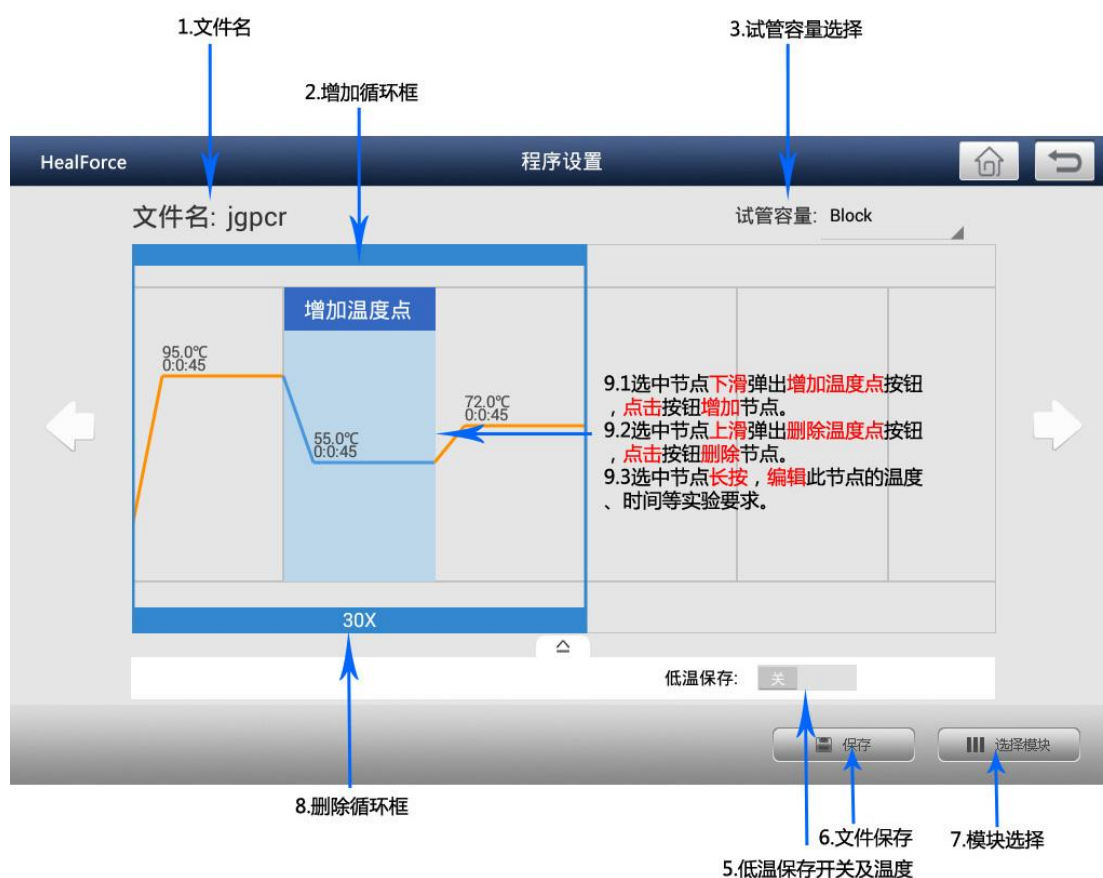 1.文件名
3.试管容量选择
2.增加循环框
HealForce
程序设置
文件名: jgpcr
试管容量: Block
增加温度点
95.0℃
0:0:45
55.0℃
0:0:45
72.0℃
0:0:45
9.1选中节点下滑弹出增加温度点按钮
，点击按钮增加节点。
9.2选中节点上滑弹出删除温度点按钮
，点击按钮删除节点。
9.3选中节点长按，编辑此节点的温度
、时间等实验要求。
30X
低温保存: 关
保存
选择模块
8.删除循环框
6.文件保存
7.模块选择
5.低温保存开关及温度